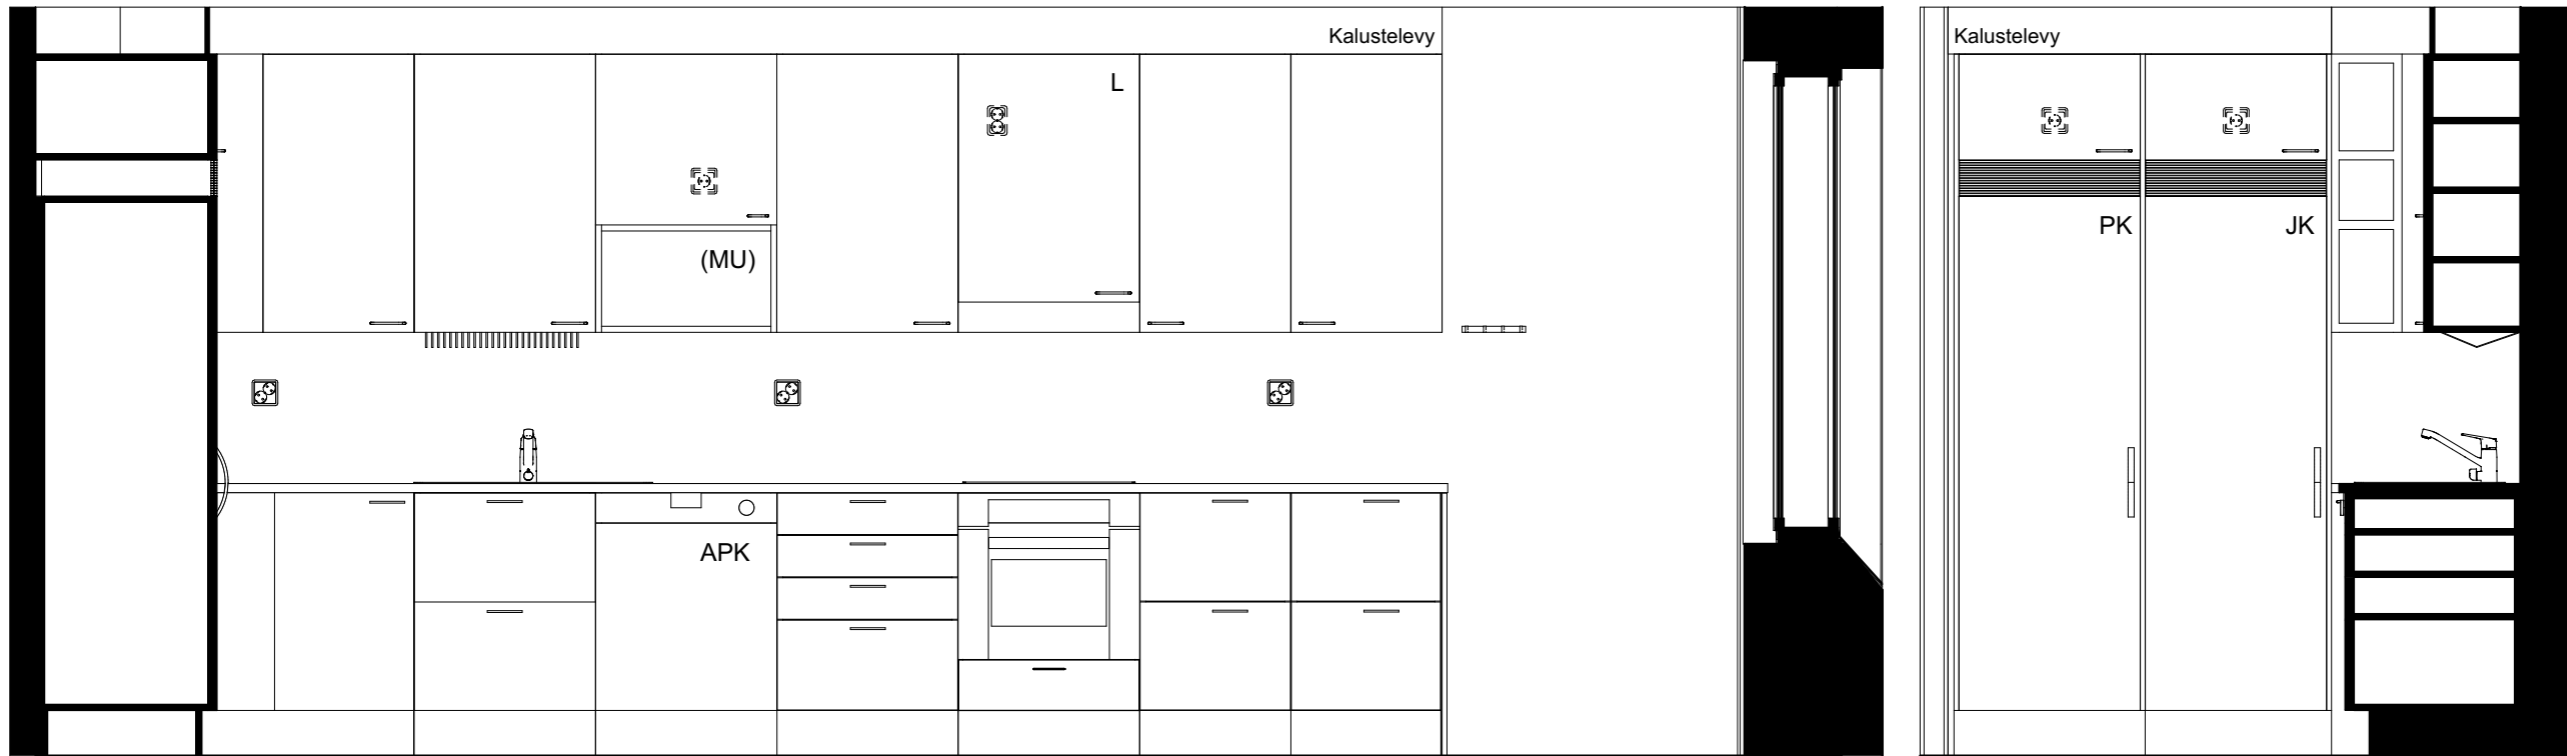 Kalustelevy
L
(MU)
APK
Kalustelevy
PK
JK